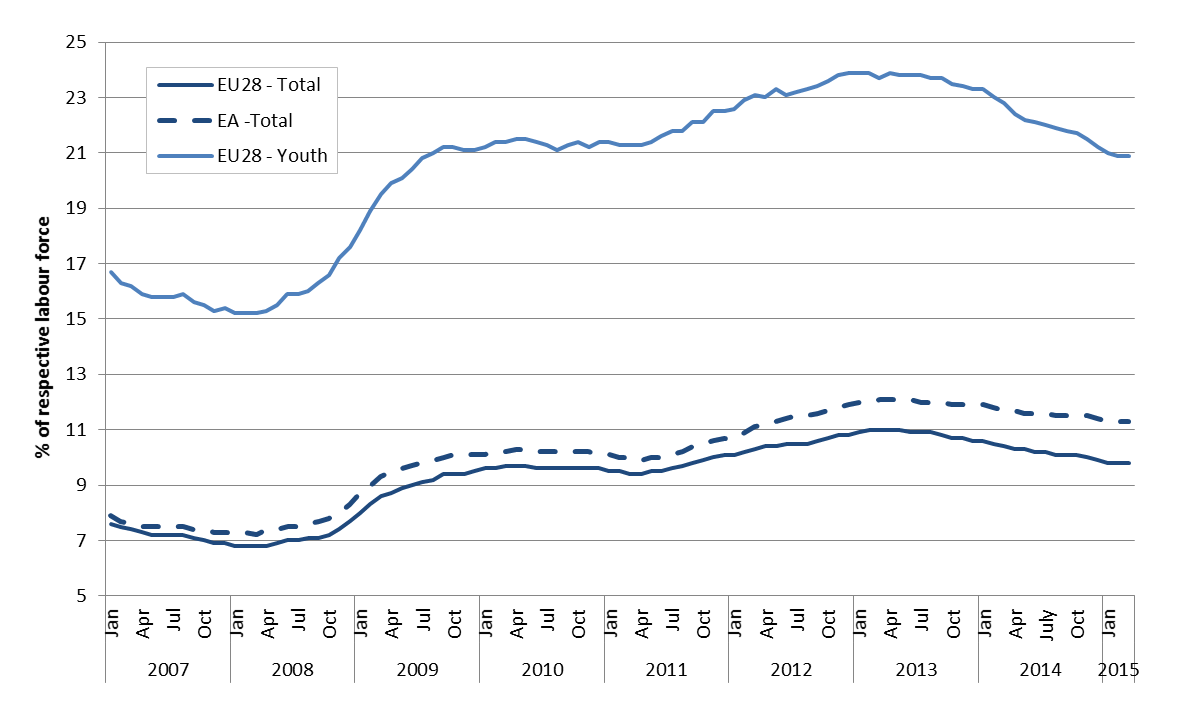 % of respective labour force
25
23
21
19
17
15
13
11
9
7
5
EU28 - Total
EA -Total
EU28 - Youth
Jan Apr Jul Oct Jan Apr Jul Oct Jan Apr Jul Oct Jan Apr Jul Oct Jan Apr Jul Oct Jan Apr Jul Oct Jan Apr Jul Oct Jan Apr July Oct Jan
2007 2008 2009 2010 2011 2012 2013 2014 2015